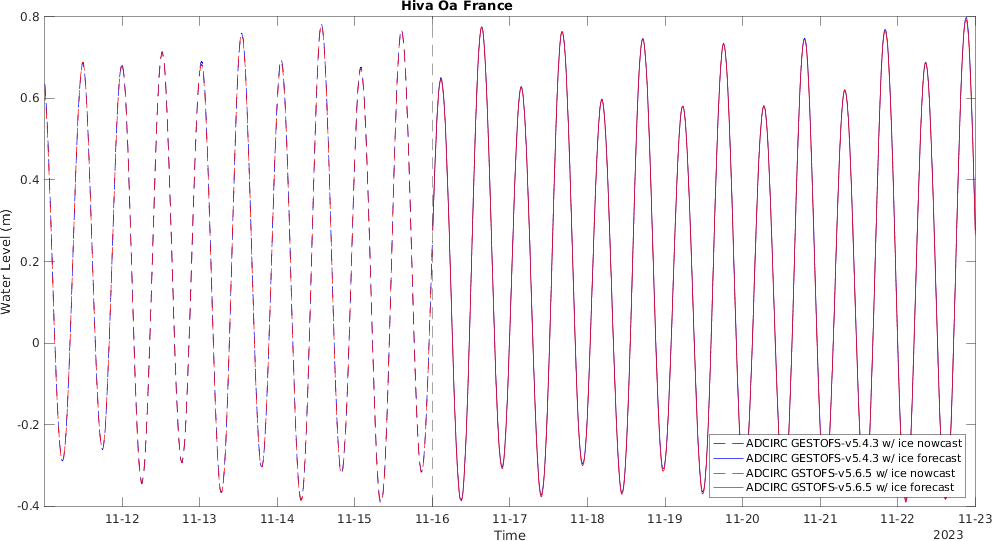 Hiva Oa France
0.8
0.6
0.4
0.2
0
-0.2
-0.4
Water Level (m)
ADCIRC GESTOFS-v5.4.3 w/ ice nowcast
ADCIRC GESTOFS-v5.4.3 w/ ice forecast
ADCIRC GSTOFS-v5.6.5 w/ ice nowcast
ADCIRC GSTOFS-v5.6.5 w/ ice forecast
11-12 11-13 11-14 11-15 11-16 11-17 11-18 11-19 11-20 11-21 11-22 11-23
Time
2023